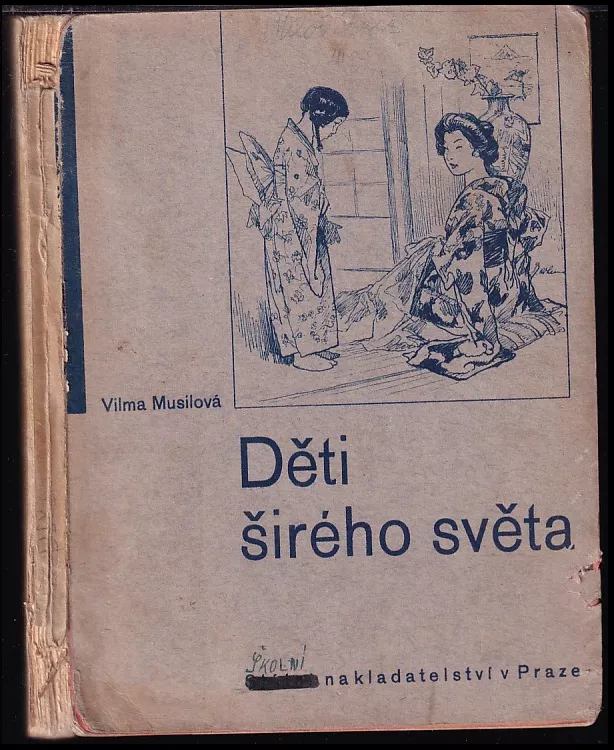 Vilma Musilová
Děti
širého světa
Školní
nakladatelství v Praze